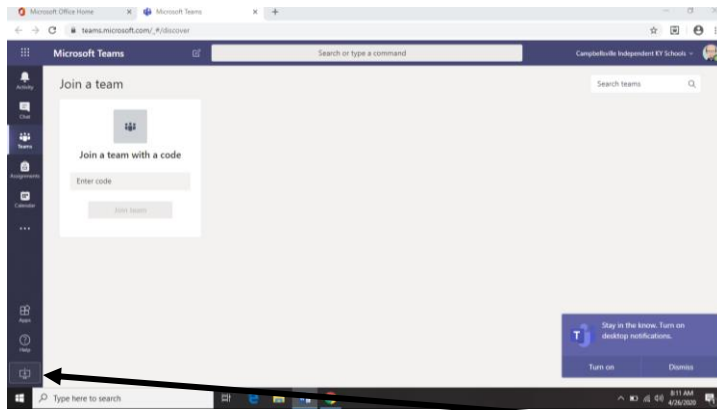 Microsoft Office Home
Microsoft Teams
teams.microsoft.com/_#/discover
Microsoft Teams
Search or type a command
Campbellsville Independent KY Schools
Activity
Chat
Teams
Assignments
Calendar
Apps
Help
Join a team
Search teams
Join a team with a code
Enter code
Join team
Stay in the know. Turn on
desktop notifications.
Turn on
Dismiss
Type here to search
8:11 AM
4/26/2020